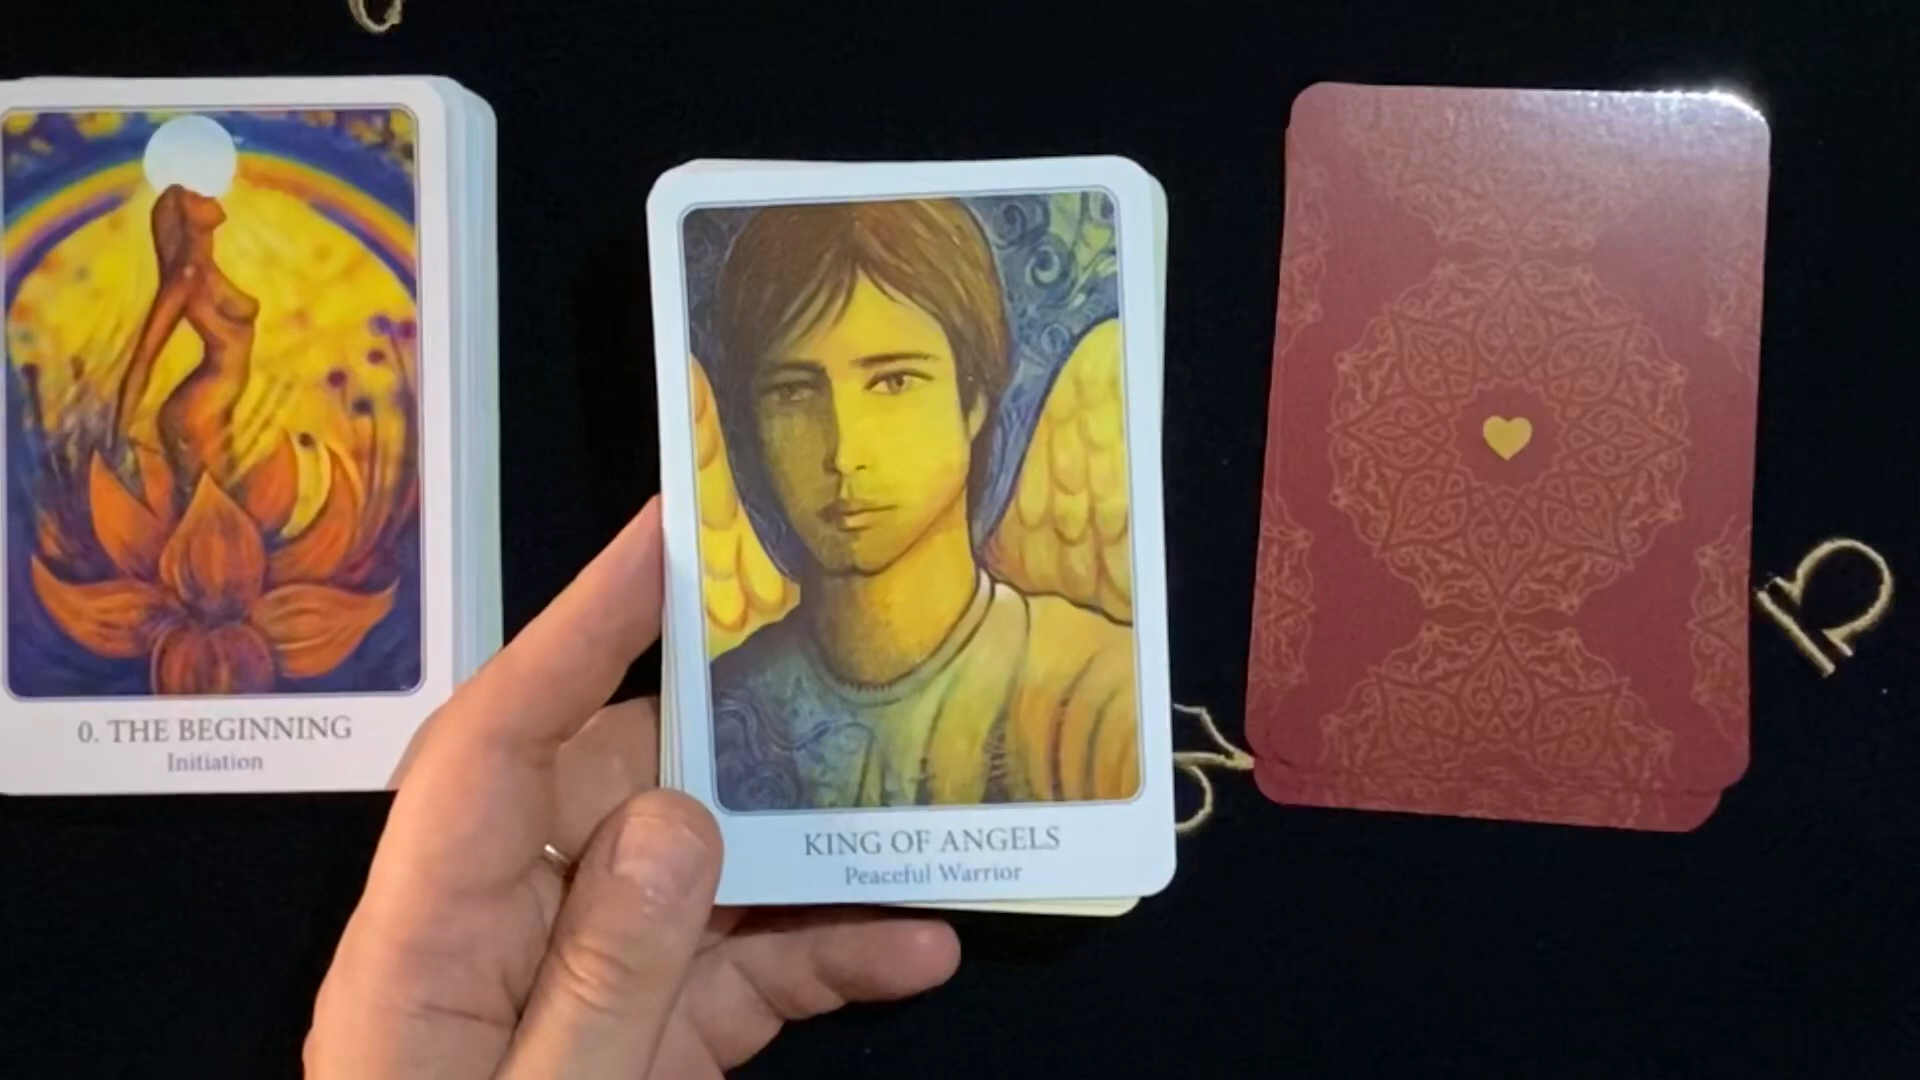 0. THE BEGINNING
Initiation
KING OF ANGELS
Peaceful Warrior